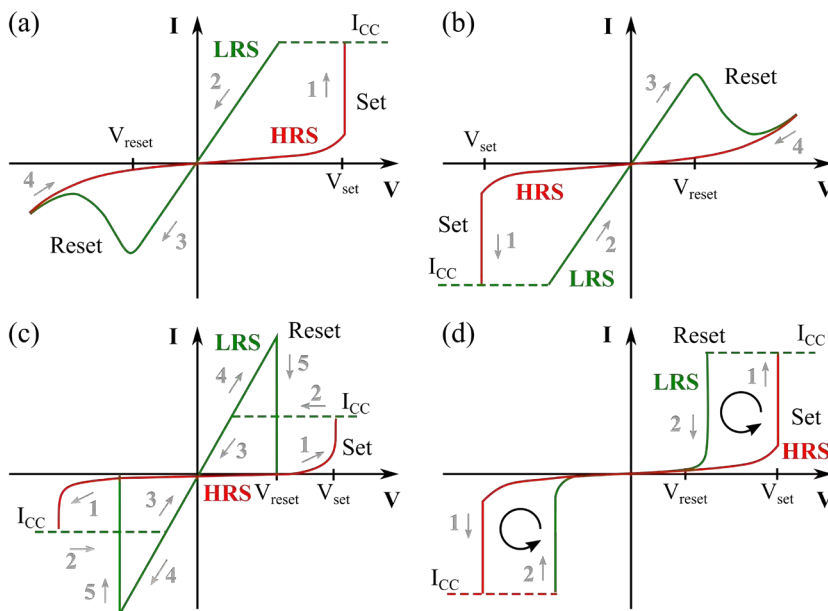 (a)
I
I_CC
LRS
2
1
Set
HRS
V_reset
V_set
V
4
Reset
3
(b)
I
3
Reset
V_set
4
HRS
V_reset
V
Set
1
2
I_CC
LRS
(c)
I
LRS
Reset
4
5
2
I_CC
3
1
Set
HRS
V_reset
V_set
V
1
3
I_CC
2
5
4
(d)
I
Reset
I_CC
LRS
1
2
Set
HRS
V_reset
V_set
V
1
2
I_CC